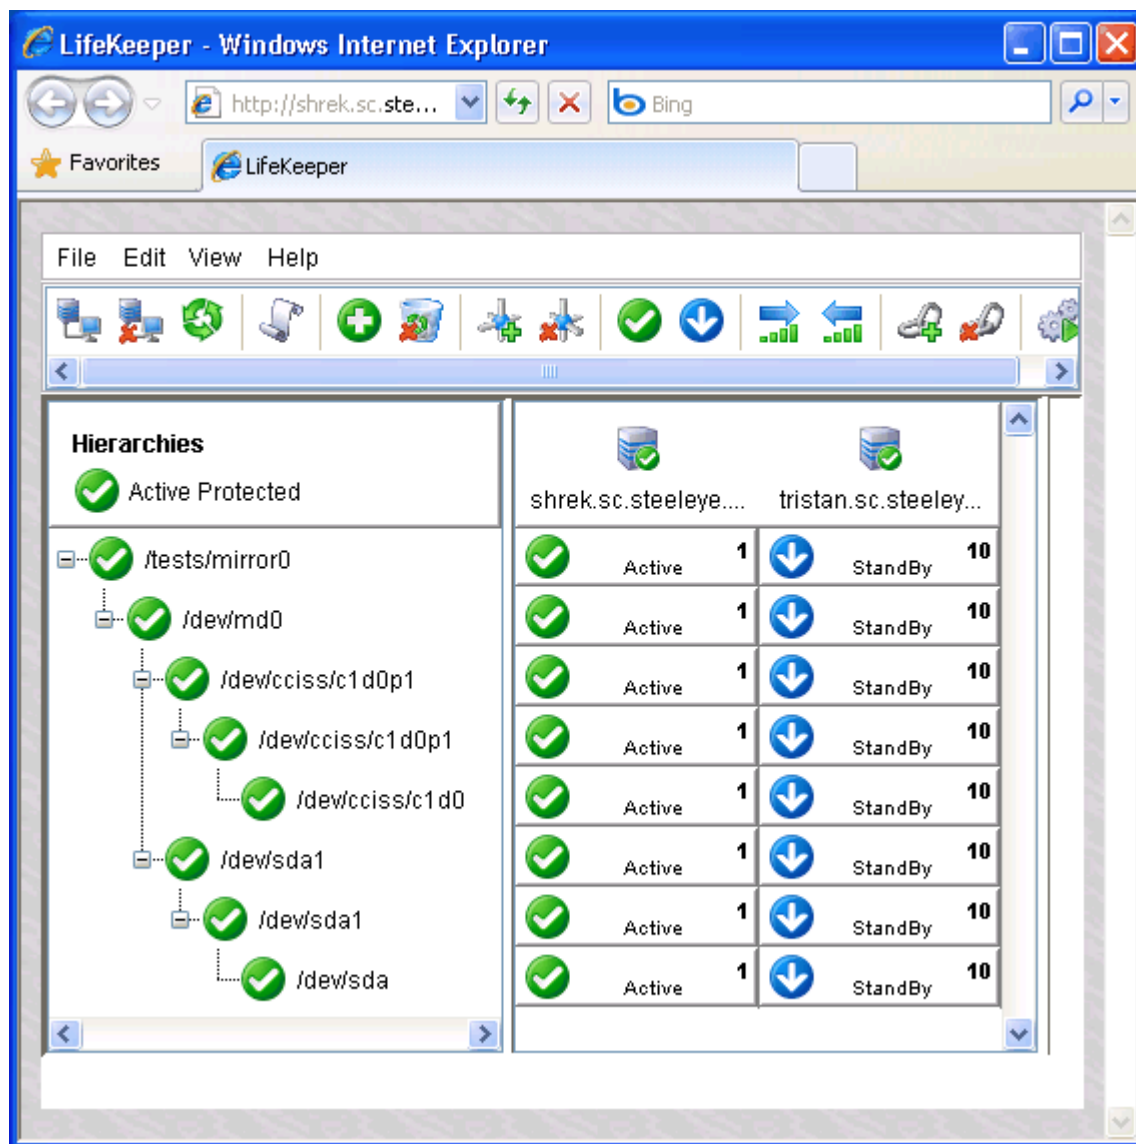 LifeKeeper - Windows Internet Explorer
http://shrek.sc.ste...
Bing
Favorites
LifeKeeper
File Edit View Help
Hierarchies
Active Protected
shrek.sc.steeleye.... tristan.sc.steeley...
/tests/mirror0 Active 1 StandBy 10
/dev/md0 Active 1 StandBy 10
/dev/cciss/c1d0p1 Active 1 StandBy 10
/dev/cciss/c1d0p1 Active 1 StandBy 10
/dev/cciss/c1d0 Active 1 StandBy 10
/dev/sda1 Active 1 StandBy 10
/dev/sda1 Active 1 StandBy 10
/dev/sda Active 1 StandBy 10